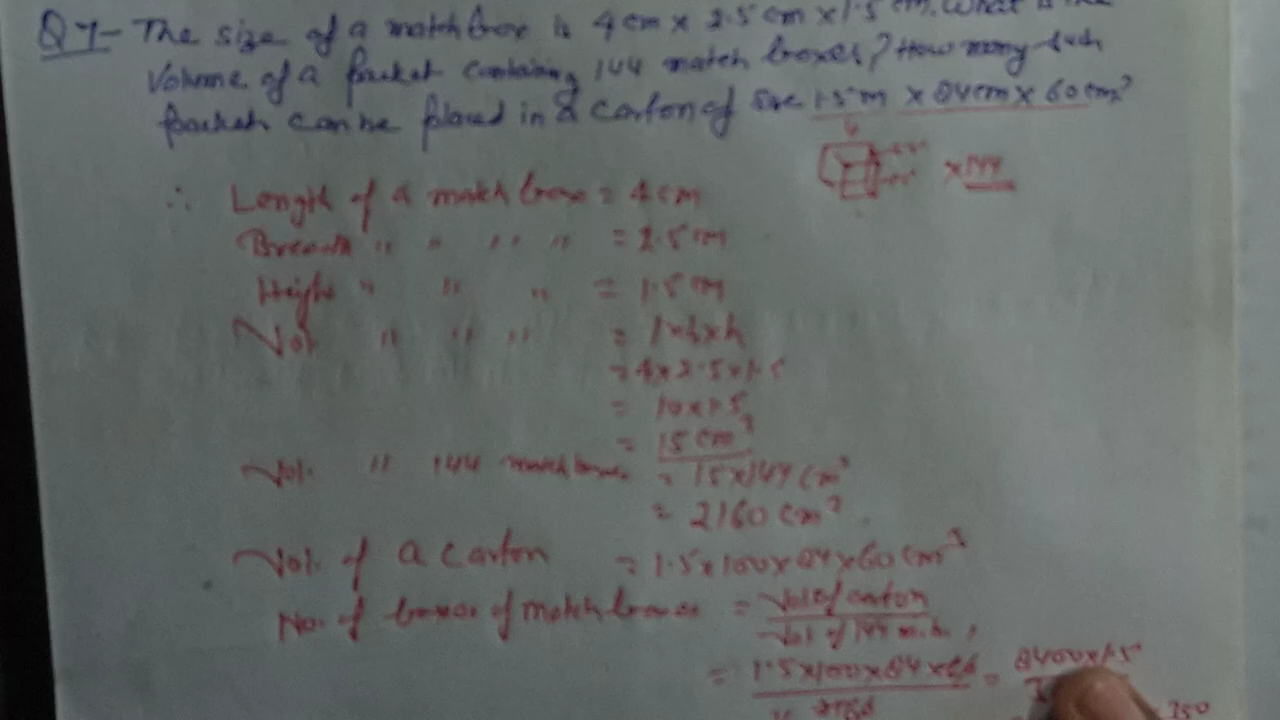 Q 7- The size of a match box is 4 cm x 2.5 cm x 1.5 cm. What is the
Volume of a packet containing 144 match boxes? How many such
packets can be placed in a carton of size 1.5 m x 84 cm x 60 cm?
x 144
∴ Length of a match box = 4 cm
Breadth " " " " = 2.5 cm
Height " " " = 1.5 cm
Vol. " " " = l x b x h
= 4 x 2.5 x 1.5
= 10 x 1.5
= 15 cm³
Vol. " 144 match boxes = 15 x 144 cm³
= 2160 cm³
Vol. of a carton = 1.5 x 100 x 84 x 60 cm³
No. of boxes of match boxes = Vol of carton
Vol of 144 m.b.
= 1.5 x 100 x 84 x 60 = 8400 x 1.5
2160
350